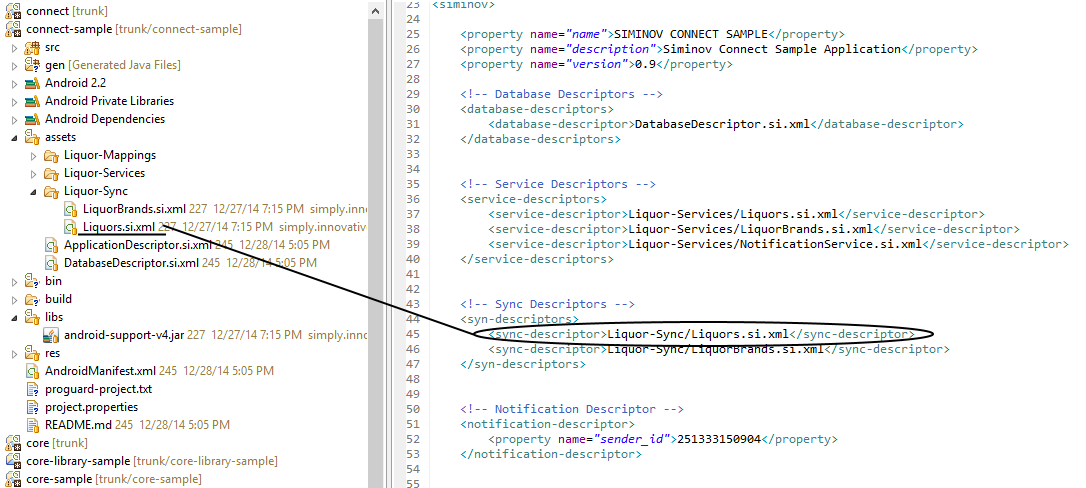 connect [trunk]
connect-sample [trunk/connect-sample]
src
gen [Generated Java Files]
Android 2.2
Android Private Libraries
Android Dependencies
assets
Liquor-Mappings
Liquor-Services
Liquor-Sync
LiquorBrands.si.xml 227 12/27/14 7:15 PM simply.inno
Liquors.si.xml 227 12/27/14 7:15 PM simply.innovativ
ApplicationDescriptor.si.xml 245 12/28/14 5:05 PM
DatabaseDescriptor.si.xml 245 12/28/14 5:05 PM
bin
build
libs
android-support-v4.jar 227 12/27/14 7:15 PM simply.inn
res
AndroidManifest.xml 245 12/28/14 5:05 PM
proguard-project.txt
project.properties
README.md 245 12/28/14 5:05 PM
core [trunk]
core-library-sample [trunk/core-library-sample]
core-sample [trunk/core-sample]
23 <siminov>
24
25 <property name="name">SIMINOV CONNECT SAMPLE</property>
26 <property name="description">Siminov Connect Sample Application</property>
27 <property name="version">0.9</property>
28
29 <!-- Database Descriptors -->
30 <database-descriptors>
31 <database-descriptor>DatabaseDescriptor.si.xml</database-descriptor>
32 </database-descriptors>
33
34
35 <!-- Service Descriptors -->
36 <service-descriptors>
37 <service-descriptor>Liquor-Services/Liquors.si.xml</service-descriptor>
38 <service-descriptor>Liquor-Services/LiquorBrands.si.xml</service-descriptor>
39 <service-descriptor>Liquor-Services/NotificationService.si.xml</service-descriptor>
40 </service-descriptors>
41
42
43 <!-- Sync Descriptors -->
44 <syn-descriptors>
45 <sync-descriptor>Liquor-Sync/Liquors.si.xml</sync-descriptor>
46 <sync-descriptor>Liquor-Sync/LiquorBrands.si.xml</sync-descriptor>
47 </syn-descriptors>
48
49
50 <!-- Notification Descriptor -->
51 <notification-descriptor>
52 <property name="sender_id">251333150904</property>
53 </notification-descriptor>
54
55